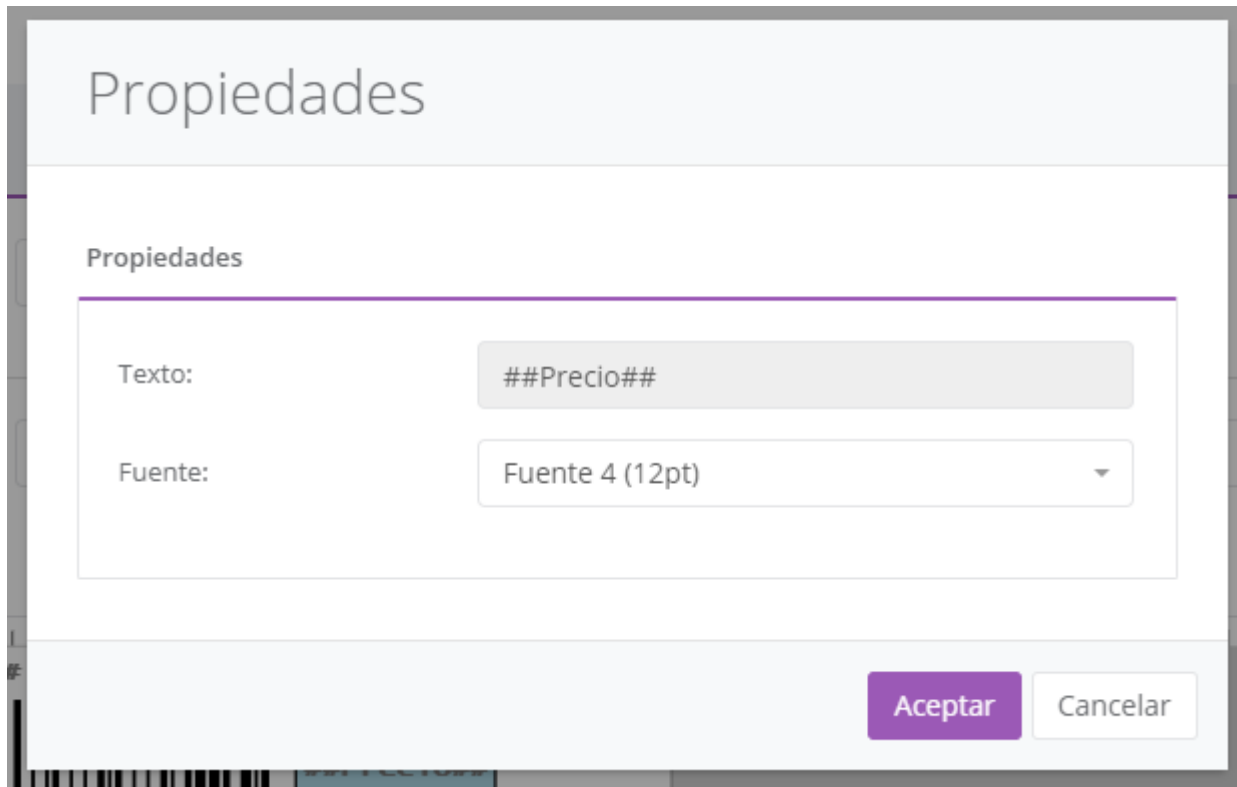 Propiedades
Propiedades
Texto:
##Precio##
Fuente:
Fuente 4 (12pt)
#
Aceptar
Cancelar